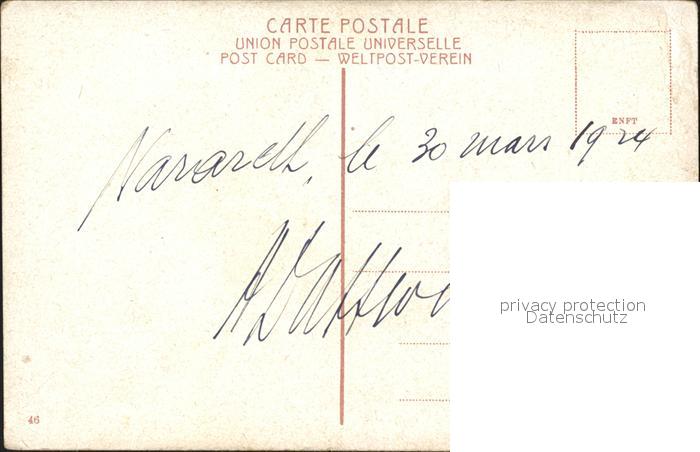 CARTE POSTALE
UNION POSTALE UNIVERSELLE
POST CARD — WELTPOST-VEREIN
ENFT
Nazareth, le 30 mars 1924
privacy protection
Datenschutz
46